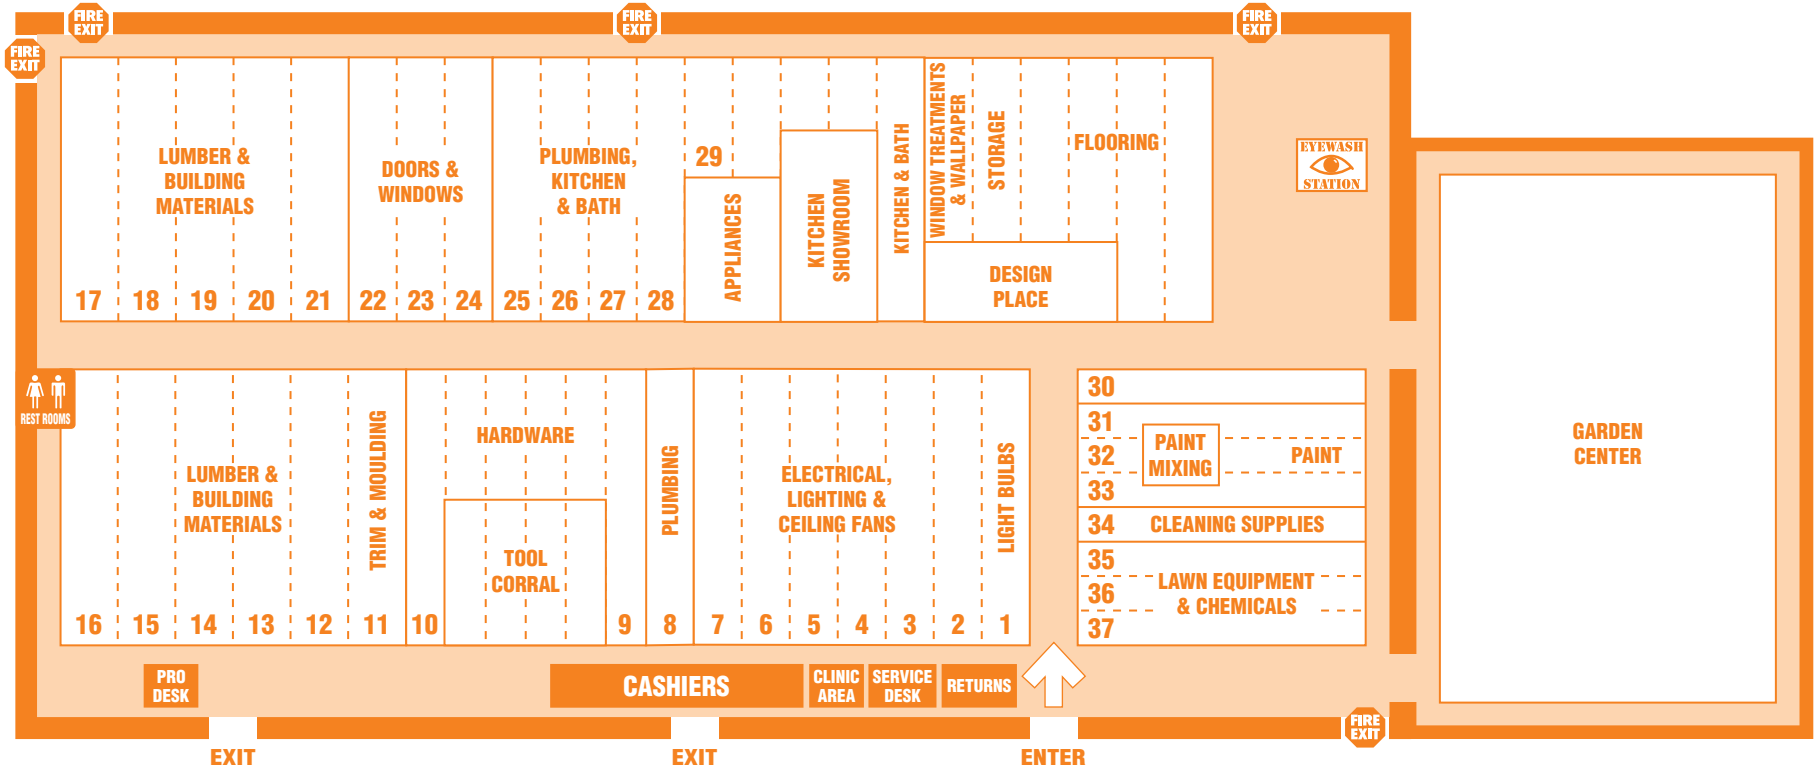 FIRE
EXIT
FIRE
EXIT
FIRE
EXIT
FIRE
EXIT
LUMBER &
BUILDING
MATERIALS
17 18 19 20 21
DOORS &
WINDOWS
22 23 24
PLUMBING,
KITCHEN
& BATH
25 26 27 28
29
APPLIANCES
KITCHEN
SHOWROOM
KITCHEN & BATH
WINDOW TREATMENTS
& WALLPAPER
STORAGE
FLOORING
DESIGN
PLACE
EYEWASH
STATION
REST ROOMS
LUMBER &
BUILDING
MATERIALS
TRIM & MOULDING
16 15 14 13 12 11
HARDWARE
TOOL
CORRAL
10 9
PLUMBING
8
ELECTRICAL,
LIGHTING &
CEILING FANS
LIGHT BULBS
7 6 5 4 3 2 1
30
31
32
33
PAINT
MIXING
PAINT
34 CLEANING SUPPLIES
35
36
37
LAWN EQUIPMENT
& CHEMICALS
GARDEN
CENTER
PRO
DESK
CASHIERS
CLINIC
AREA
SERVICE
DESK
RETURNS
FIRE
EXIT
EXIT
EXIT
ENTER